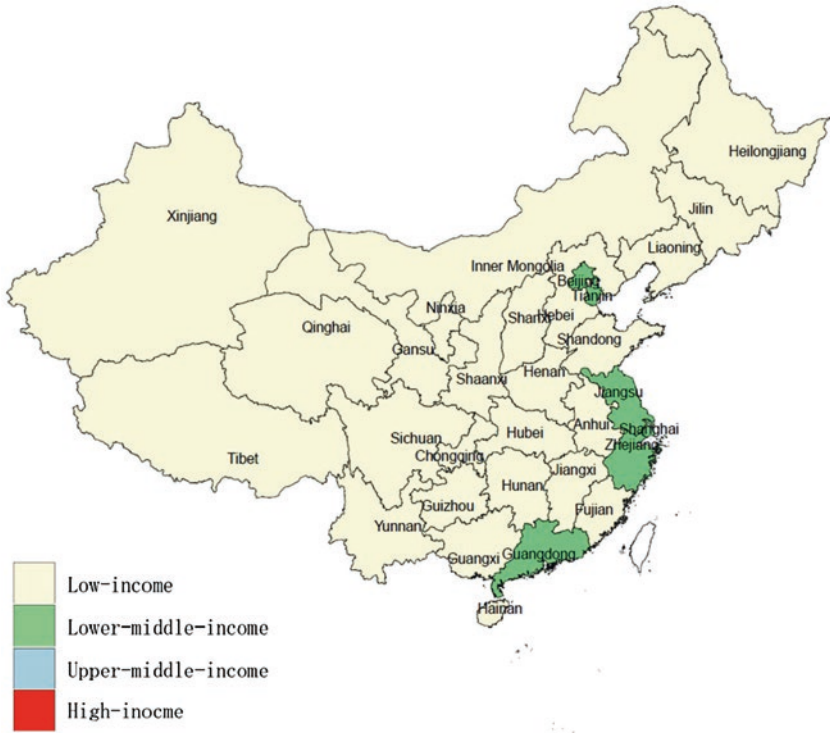 Heilongjiang
Jilin
Xinjiang
Liaoning
Inner Mongolia
Beijing
Tianjin
Ninxia
Hebei
Shanxi
Qinghai
Shandong
Gansu
Henan
Shaanxi
Jiangsu
Anhui
Shanghai
Hubei
Sichuan
Zhejiang
Chongqing
Tibet
Jiangxi
Hunan
Guizhou
Fujian
Yunnan
Guangdong
Guangxi
Hainan
Low-income
Lower-middle-income
Upper-middle-income
High-inocme